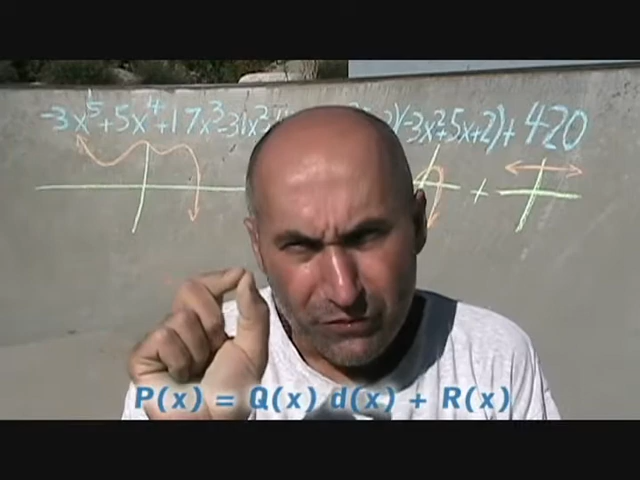 -3x⁵+5x⁴+17x³-31x² -3x²+5x+2)+420
P(x) = Q(x) d(x) + R(x)